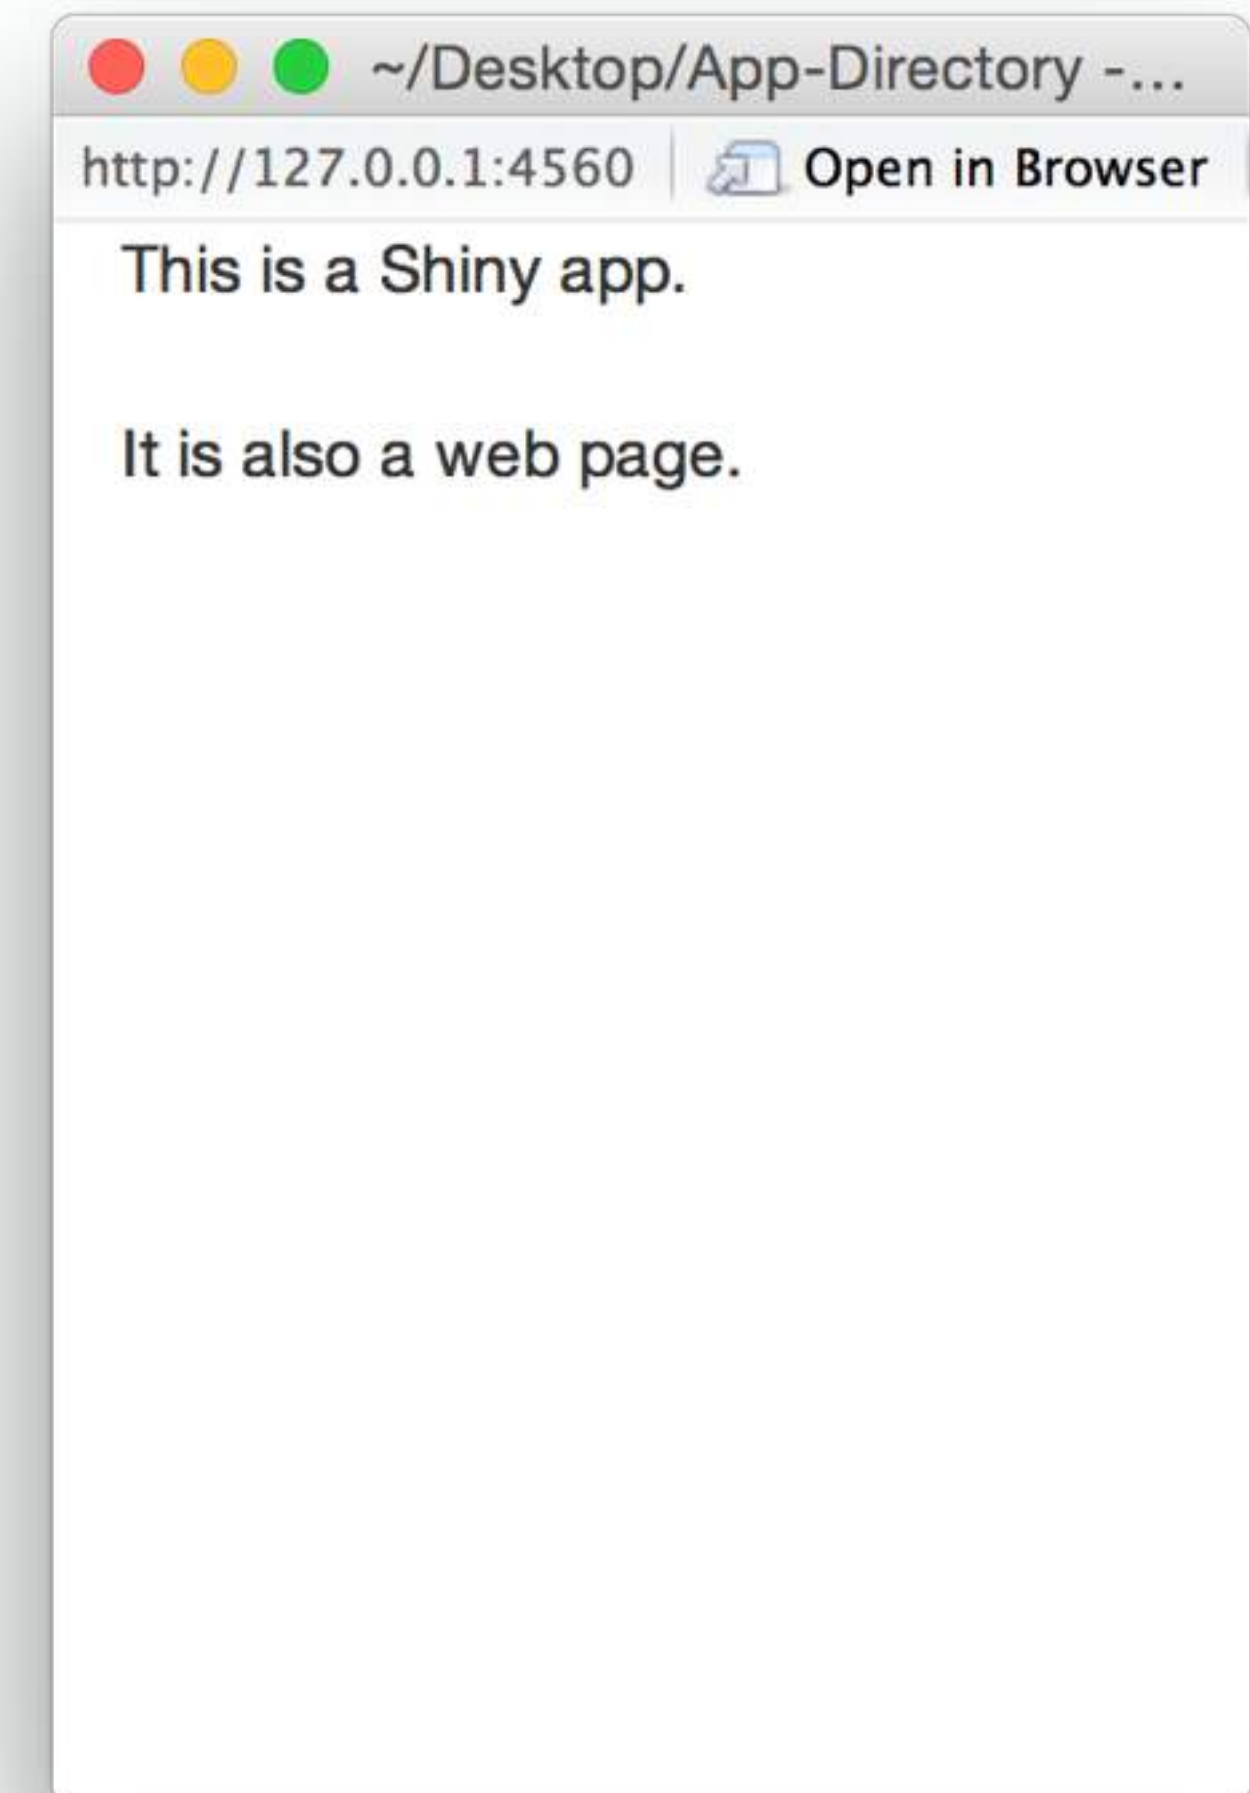 ~/Desktop/App-Directory -...
http://127.0.0.1:4560 Open in Browser
This is a Shiny app.
It is also a web page.